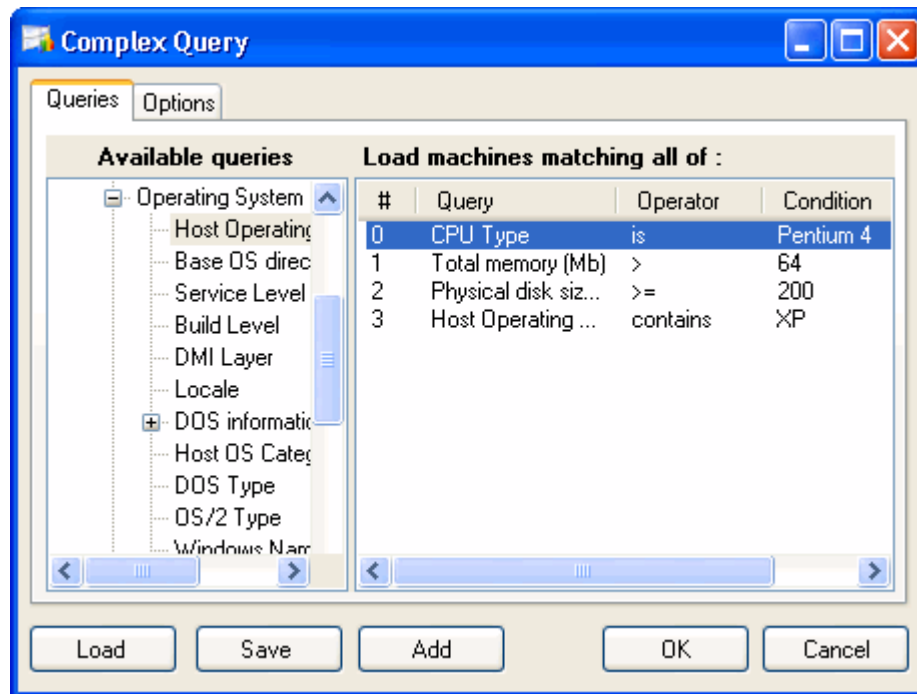 Complex Query
Queries Options
Available queries
Operating System
Host Operating
Base OS direc
Service Level
Build Level
DMI Layer
Locale
DOS informatic
Host OS Categ
DOS Type
OS/2 Type
Windows Nam
Load machines matching all of :
# Query Operator Condition
0 CPU Type is Pentium 4
1 Total memory (Mb) > 64
2 Physical disk siz... >= 200
3 Host Operating ... contains XP
Load Save Add OK Cancel